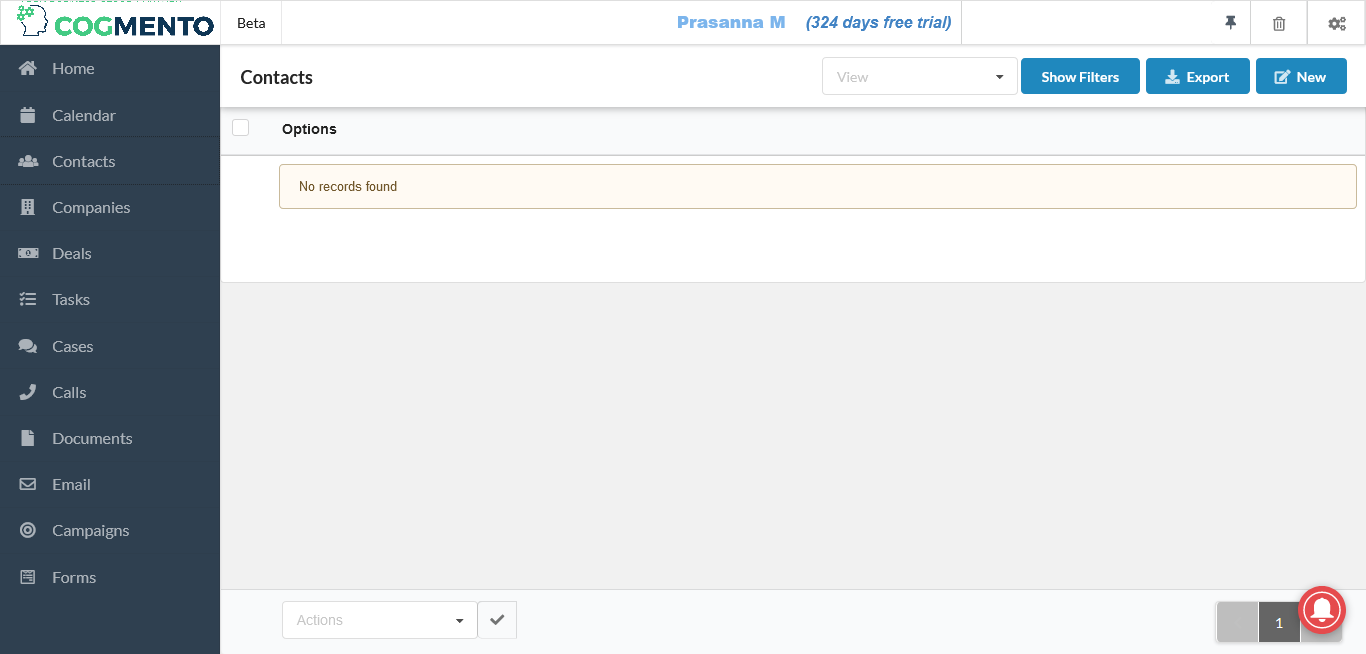 COGMENTO
Beta
Prasanna M (324 days free trial)
Home
Calendar
Contacts
Companies
Deals
Tasks
Cases
Calls
Documents
Email
Campaigns
Forms
Contacts
View
Show Filters
Export
New
Options
No records found
Actions
1